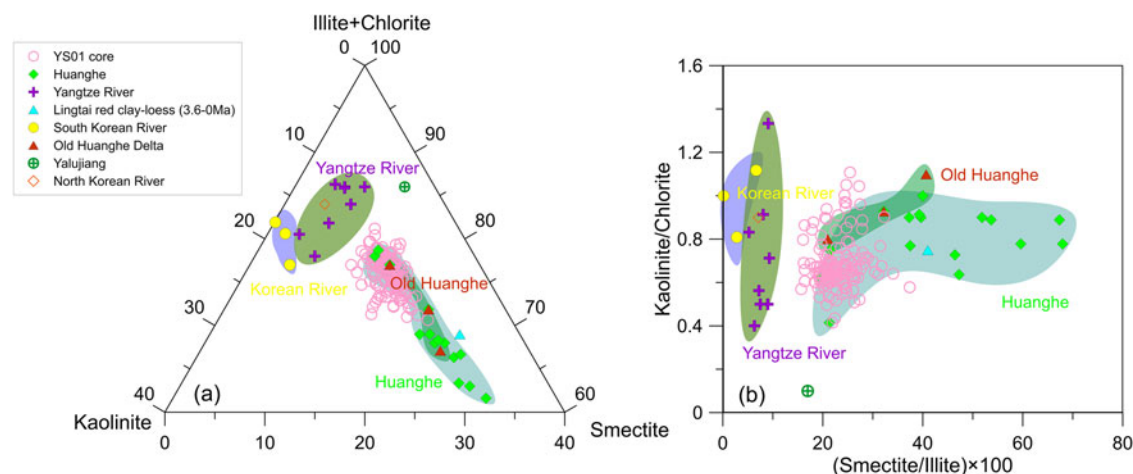 Illite+Chlorite
0 100
YS01 core
Huanghe
Yangtze River
Lingtai red clay-loess (3.6-0Ma)
South Korean River
Old Huanghe Delta
Yalujiang
North Korean River
10
90
Yangtze River
20
80
Korean River
Old Huanghe
30
70
Huanghe
40
(a)
60
Kaolinite
Smectite
0
10
20
30
40
(b)
1.6
1.2
0.8
0.4
0
Kaolinite/Chlorite
Korean River
Old Huanghe
Huanghe
Yangtze River
(b)
0
20
40
60
80
(Smectite/Illite)×100